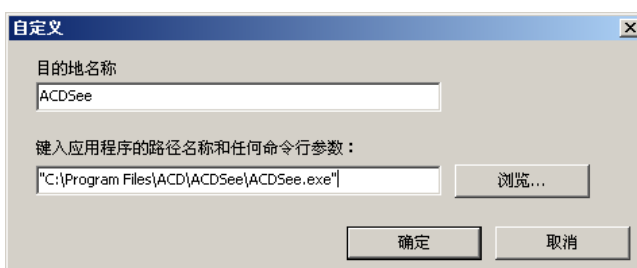 自定义
目的地名称
ACDSee
键入应用程序的路径名称和任何命令行参数：
"C:\Program Files\ACD\ACDSee\ACDSee.exe"
浏览...
确定
取消